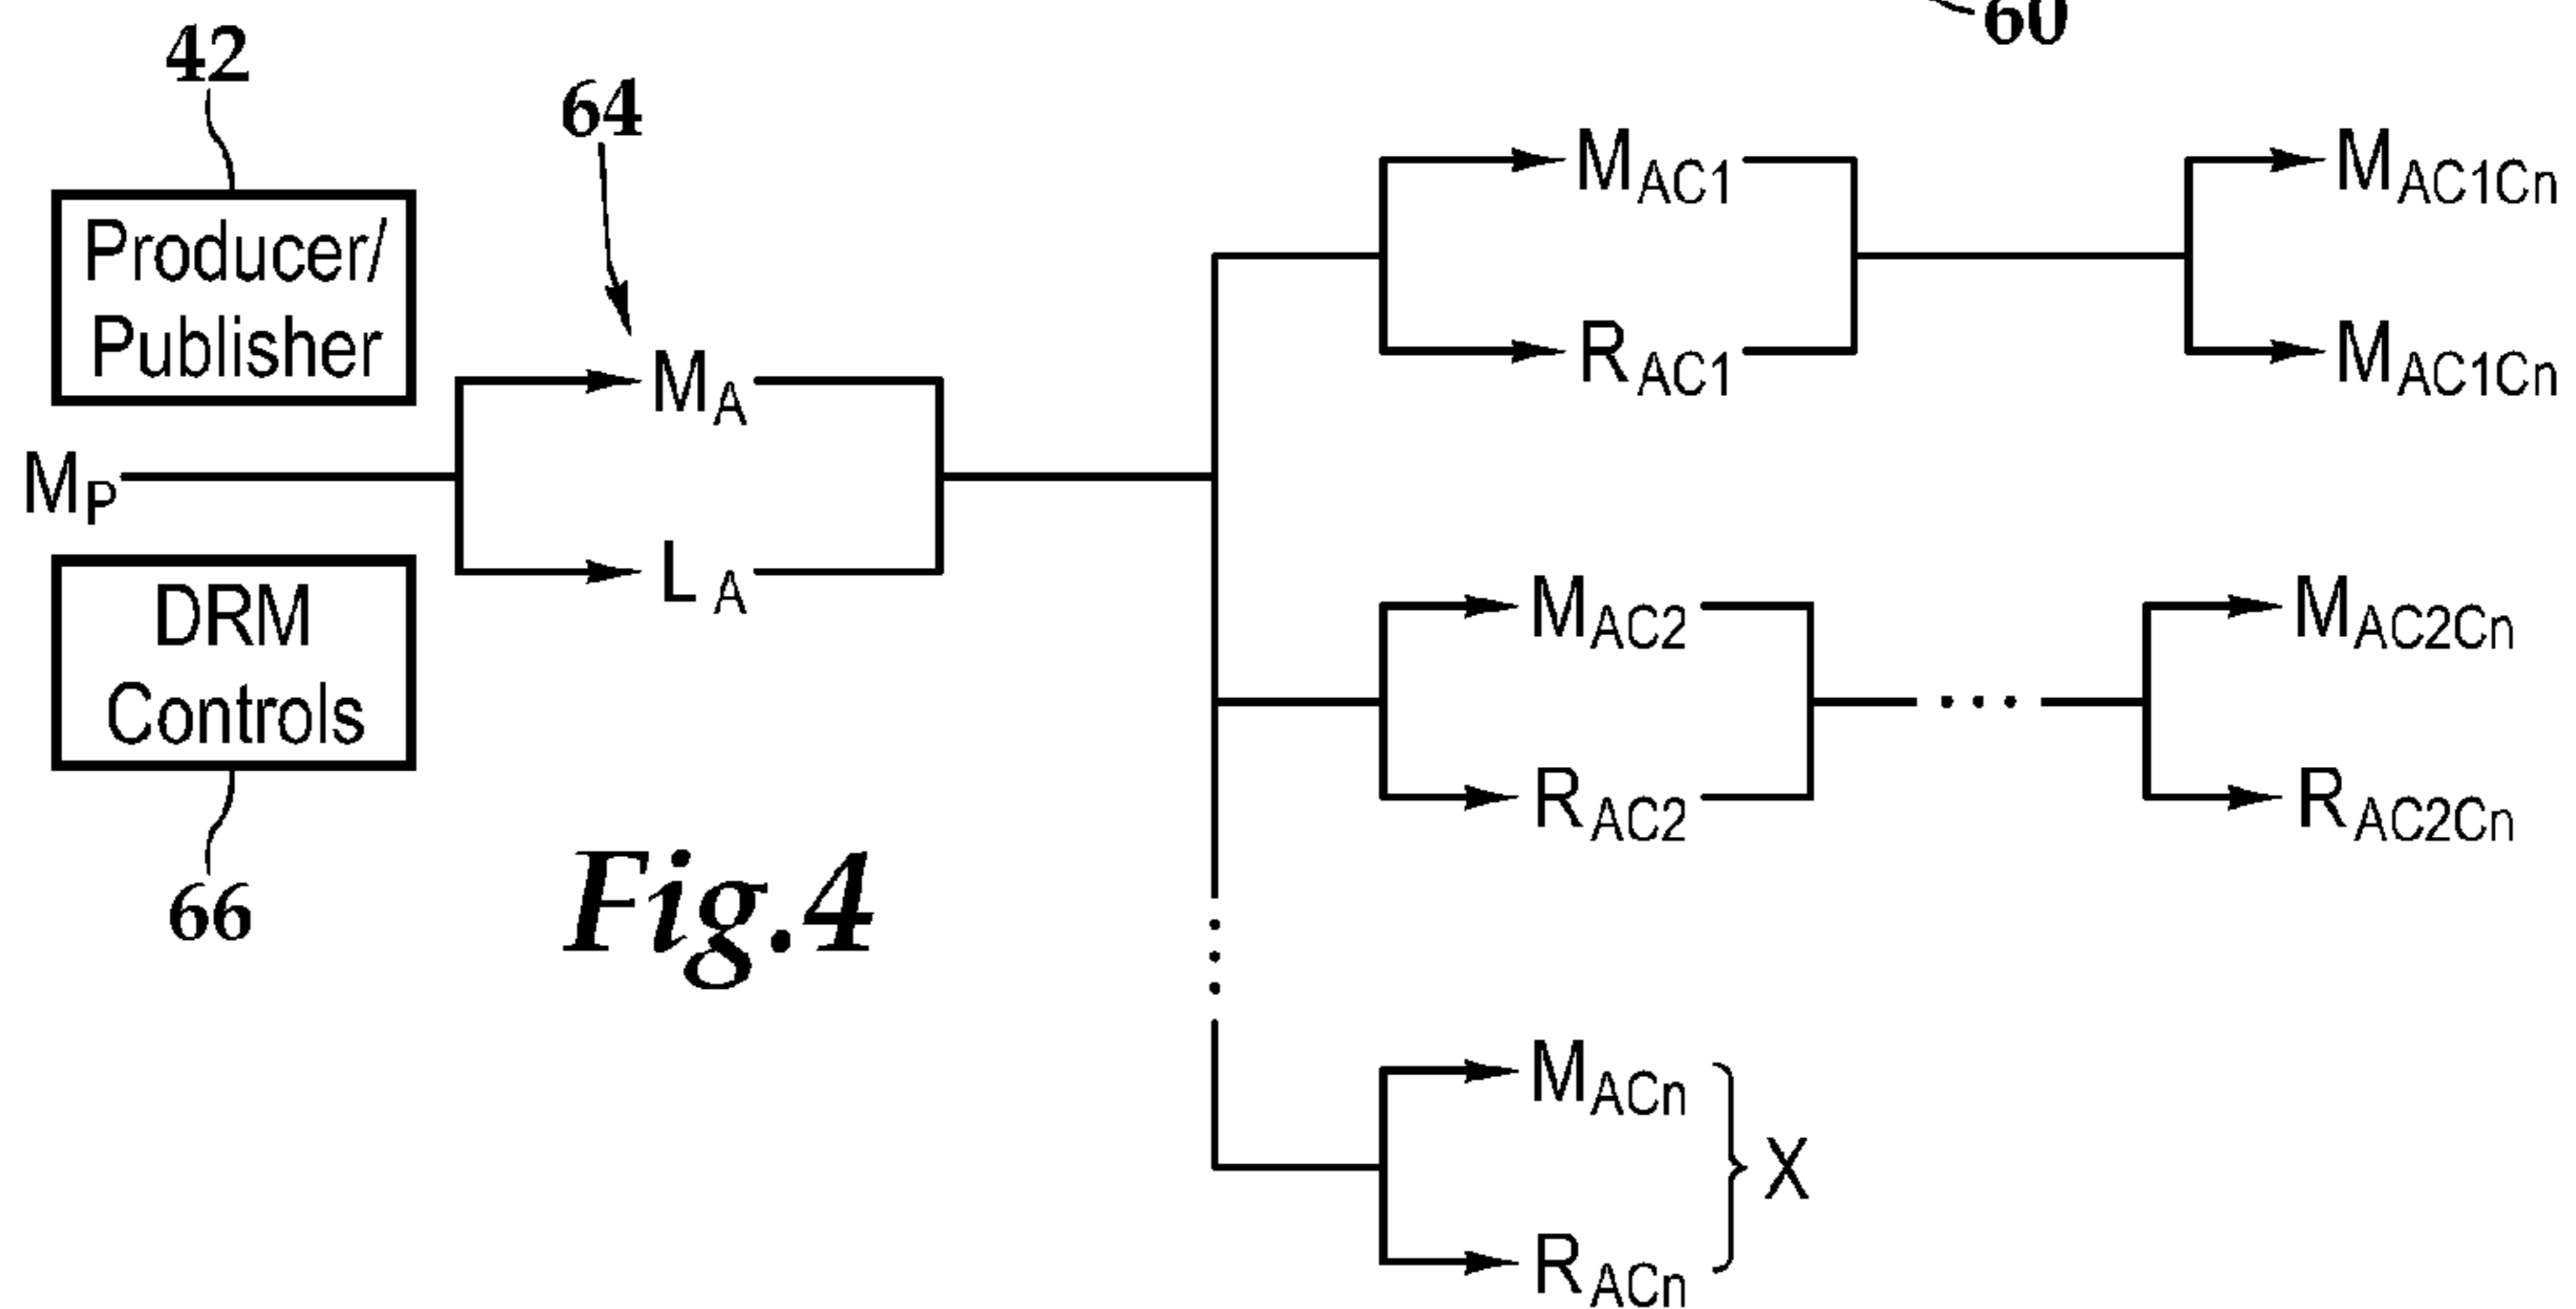 60
42
Producer/
Publisher
64
MP
MA
LA
DRM
Controls
66
Fig.4
MAC1
RAC1
MAC1Cn
MAC1Cn
MAC2
RAC2
...
MAC2Cn
RAC2Cn
MACn
RACn
X